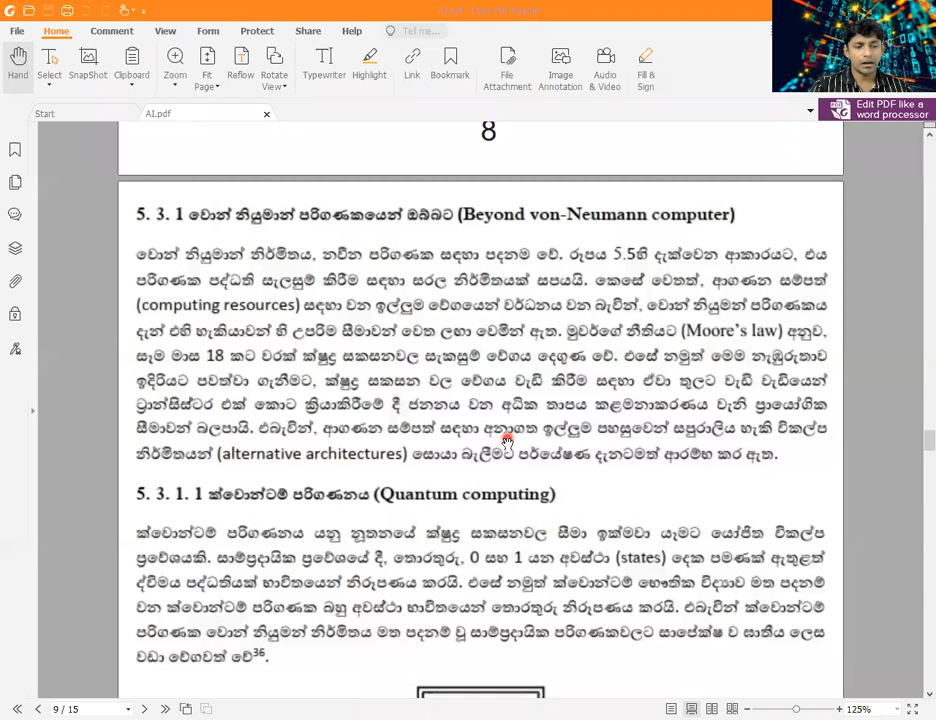 AI.pdf - Foxit PDF Reader
File Home Comment View Form Protect Share Help Tell me...
Hand Select SnapShot Clipboard Zoom Fit Page Reflow Rotate View Typewriter Highlight Link Bookmark File Attachment Image Annotation Audio & Video Fill & Sign
Start AI.pdf
Edit PDF like a
word processor
8
5. 3. 1 වොන් නියුමාන් පරිගණකයෙන් ඔබ්බට (Beyond von-Neumann computer)
වොන් නියුමාන් නිර්මිතය, නවීන පරිගණක සඳහා පදනම වේ. රූපය 5.5හි දැක්වෙන ආකාරයට, එය
පරිගණක පද්ධති සැලසුම් කිරීම සඳහා සරල නිර්මිතයක් සපයයි. කෙසේ වෙතත්, ආගණන සම්පත්
(computing resources) සඳහා වන ඉල්ලුම වේගයෙන් වර්ධනය වන බැවින්, වොන් නියුමන් පරිගණකය
දැන් එහි හැකියාවන් හි උපරිම සීමාවන් වෙත ලඟා වෙමින් ඇත. මුවර්ගේ නීතියට (Moore's law) අනුව,
සෑම මාස 18 කට වරක් ක්ෂුද්‍ර සකසනවල සැකසුම් වේගය දෙගුණ වේ. එසේ නමුත් මෙම නැඹුරුතාව
ඉදිරියට පවත්වා ගැනීමට, ක්ෂුද්‍ර සකසන වල වේගය වැඩි කිරීම සඳහා ඒවා තුලට වැඩි වැඩියෙන්
ට්‍රාන්සිස්ටර එක් කොට ක්‍රියාකිරීමේ දී ජනනය වන අධික තාපය කළමනාකරණය වැනි ප්‍රායෝගික
සීමාවන් බලපායි. එබැවින්, ආගණන සම්පත් සඳහා අනාගත ඉල්ලුම පහසුවෙන් සපුරාලිය හැකි විකල්ප
නිර්මිතයන් (alternative architectures) සොයා බැලීමට පර්යේෂණ දැනටමත් ආරම්භ කර ඇත.
5. 3. 1. 1 ක්වොන්ටම් පරිගණනය (Quantum computing)
ක්වොන්ටම් පරිගණනය යනු නූතනයේ ක්ෂුද්‍ර සකසනවල සීමා ඉක්මවා යෑමට යෝජිත විකල්ප
ප්‍රවේශයකි. සාම්ප්‍රදායික ප්‍රවේශයේ දී, තොරතුරු, 0 සහ 1 යන අවස්ථා (states) දෙක පමණක් ඇතුළත්
ද්වීමය පද්ධතියක් භාවිතයෙන් නිරූපණය කරයි. එසේ නමුත් ක්වොන්ටම් භෞතික විද්‍යාව මත පදනම්
වන ක්වොන්ටම් පරිගණක බහු අවස්ථා භාවිතයෙන් තොරතුරු නිරූපණය කරයි. එබැවින් ක්වොන්ටම්
පරිගණක වොන් නියුමන් නිර්මිතය මත පදනම් වූ සාම්ප්‍රදායික පරිගණකවලට සාපේක්ෂ ව ඝාතීය ලෙස
වඩා වේගවත් වේ36.
9 / 15 125%